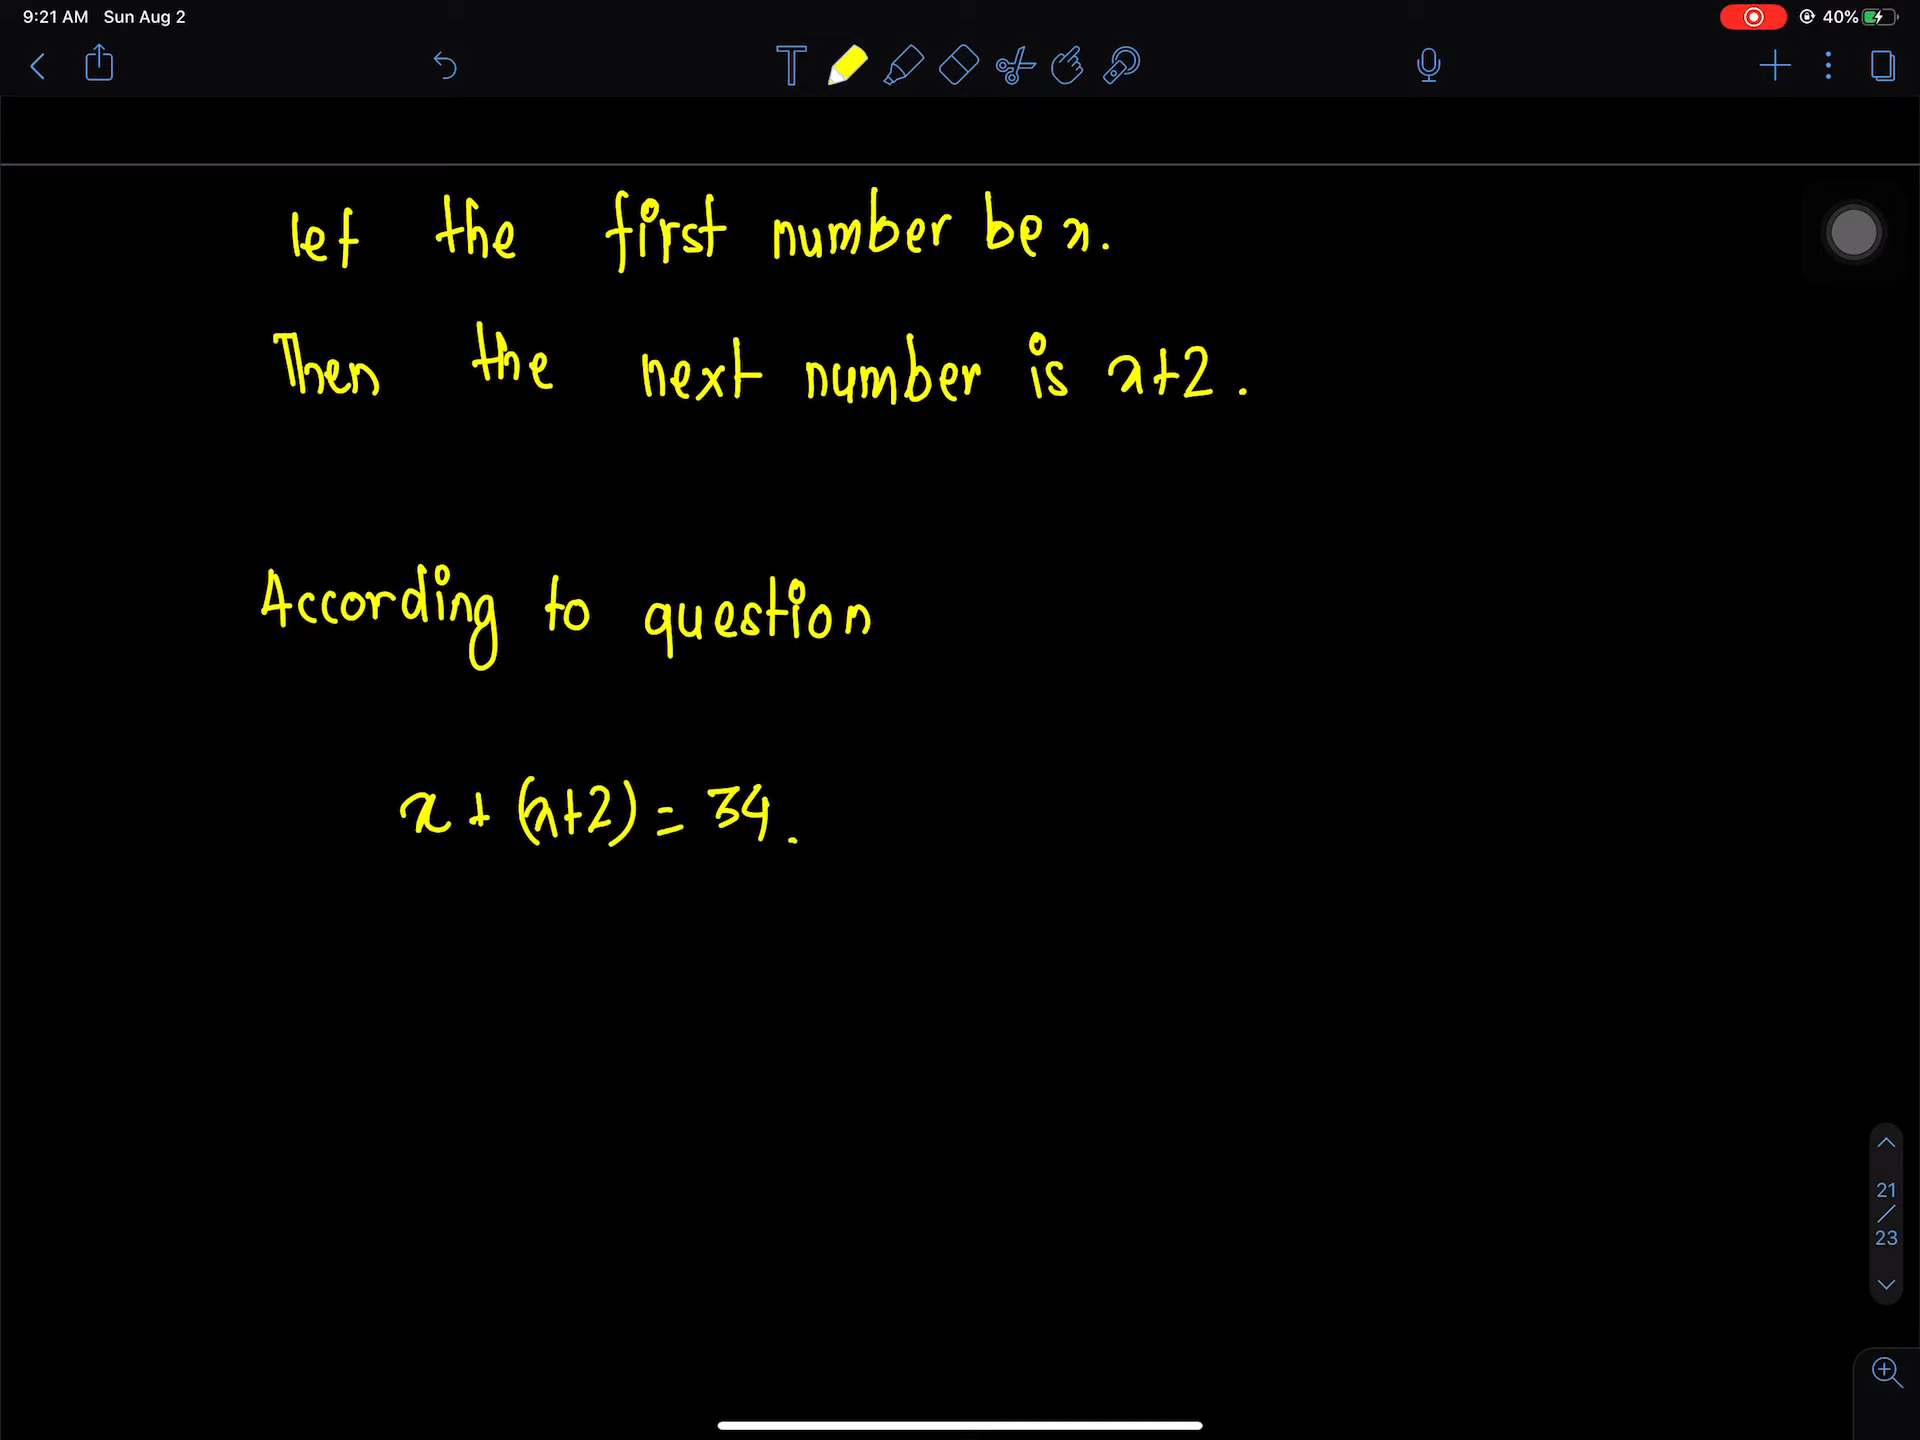 9:21 AM Sun Aug 2
40%
T
let the first number be x.
Then the next number is x+2.
According to question
x + (x+2) = 34.
21
/
23